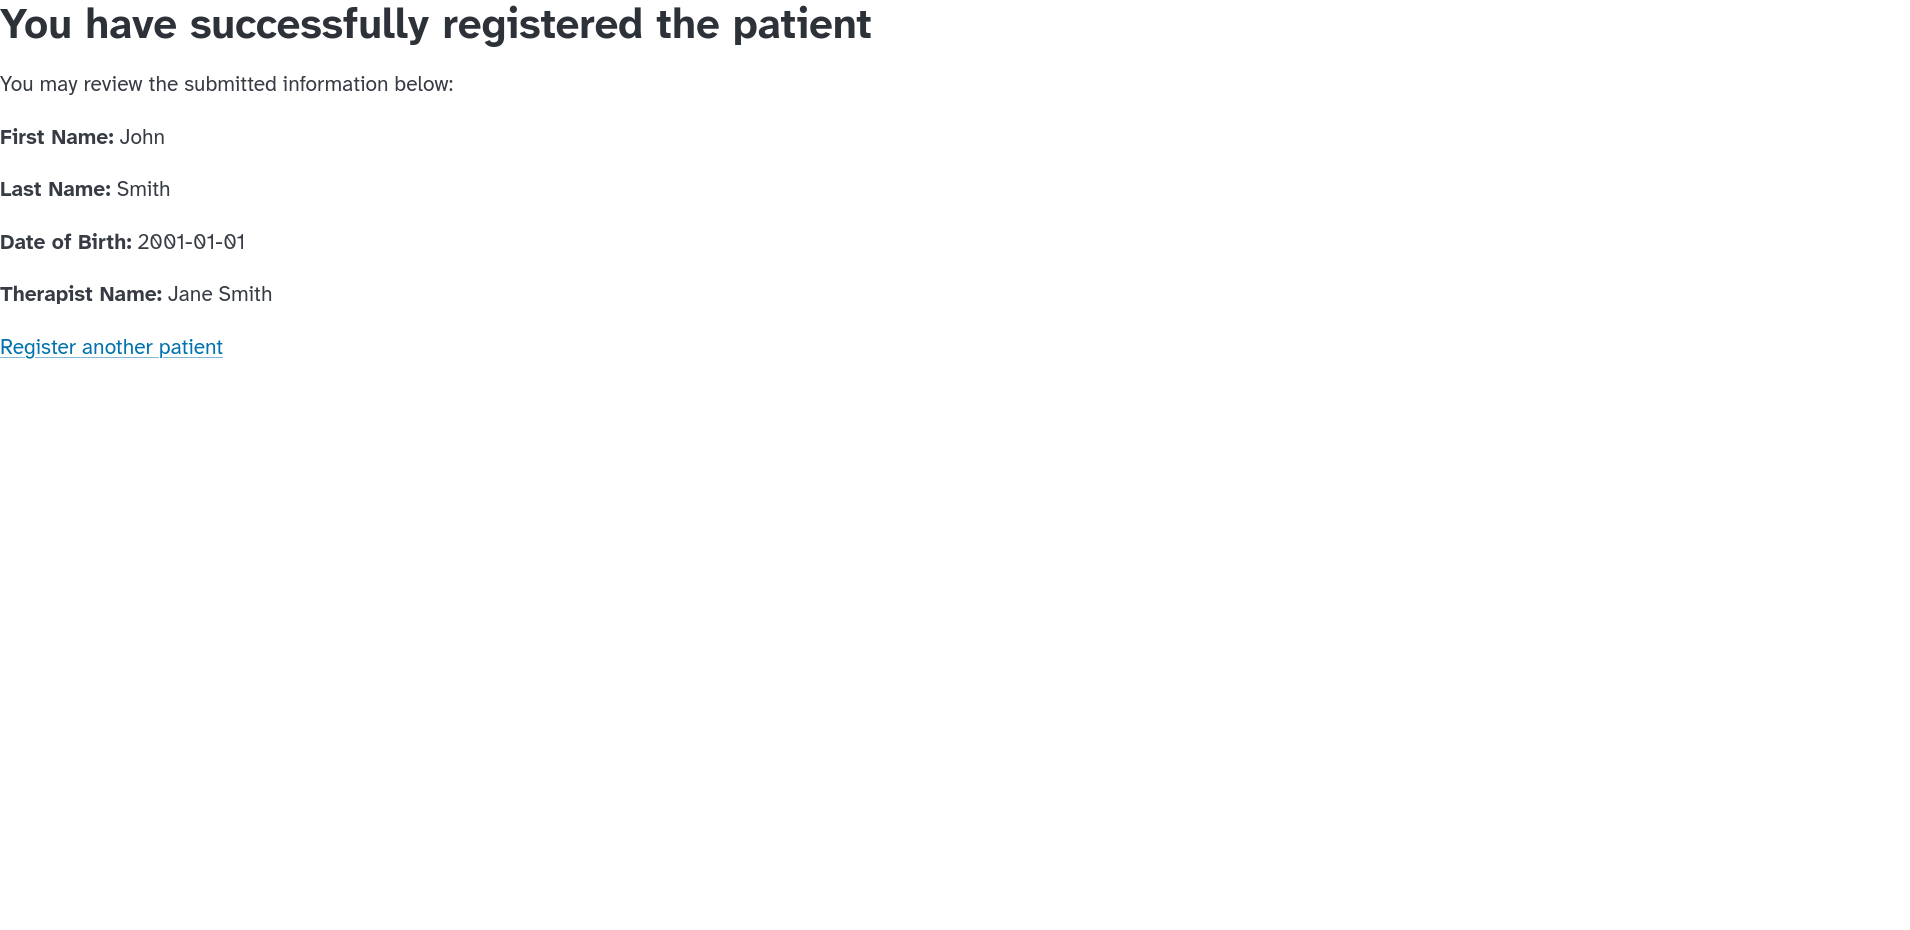 You have successfully registered the patient
You may review the submitted information below:
First Name: John
Last Name: Smith
Date of Birth: 2001-01-01
Therapist Name: Jane Smith
Register another patient